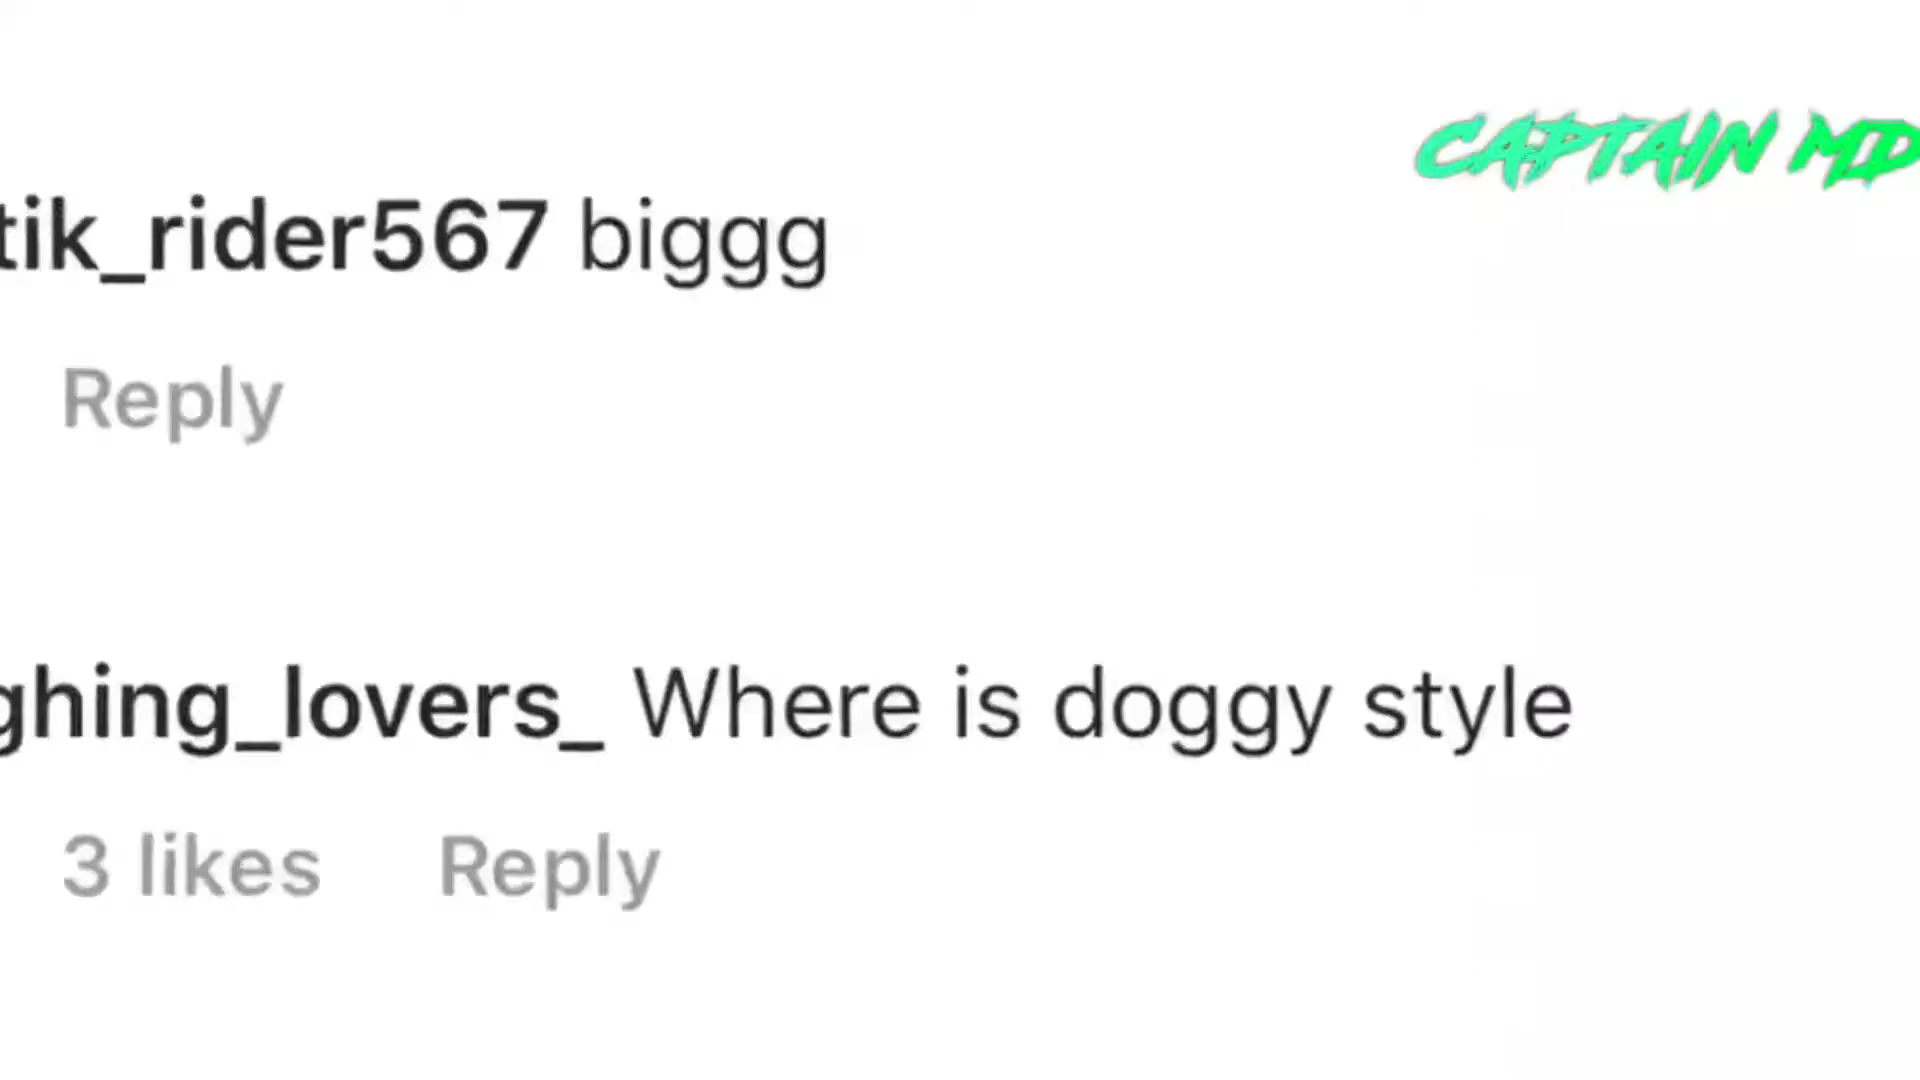 CAPTAIN MD
tik_rider567 biggg
Reply
ghing_lovers_ Where is doggy style
3 likes Reply